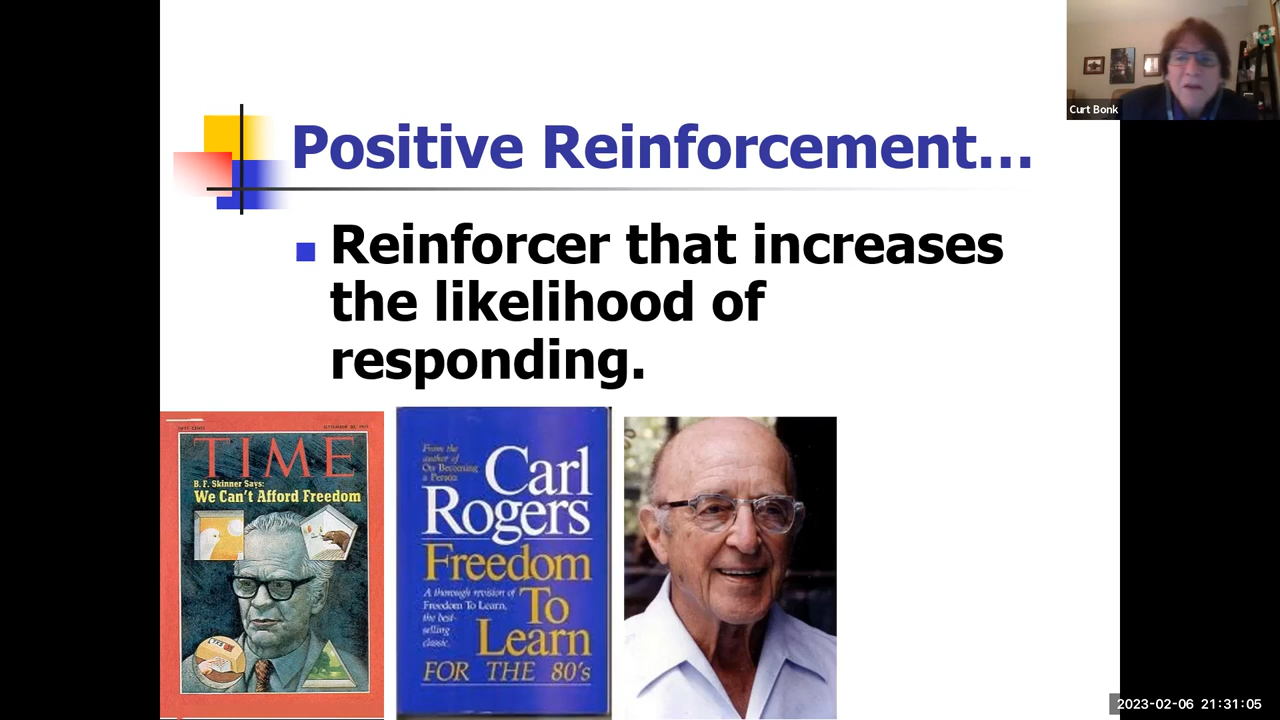 Curt Bonk
Positive Reinforcement...
Reinforcer that increases
the likelihood of
responding.
TIME
B. F. Skinner Says:
We Can't Afford Freedom
From the
author of
On Becoming
a Person
Carl
Rogers
Freedom
To
Learn
A thorough revision of
Freedom To Learn,
the best-
selling
classic.
FOR THE 80's
2023-02-06 21:31:05